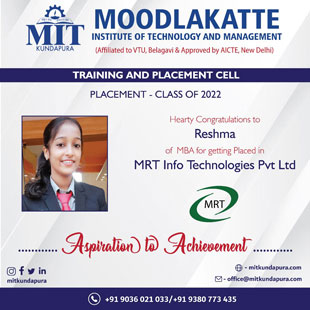 MIT
KUNDAPURA
MOODLAKATTE
INSTITUTE OF TECHNOLOGY AND MANAGEMENT
(Affiliated to VTU, Belagavi & Approved by AICTE, New Delhi)
TRAINING AND PLACEMENT CELL
PLACEMENT - CLASS OF 2022
Hearty Congratulations to
Reshma
of MBA for getting Placed in
MRT Info Technologies Pvt Ltd
MRT
Aspiration to Achievement
mitkundapura
- mitkundapura.com
- office@mitkundapura.com
+91 9036 021 033/+91 9380 773 435